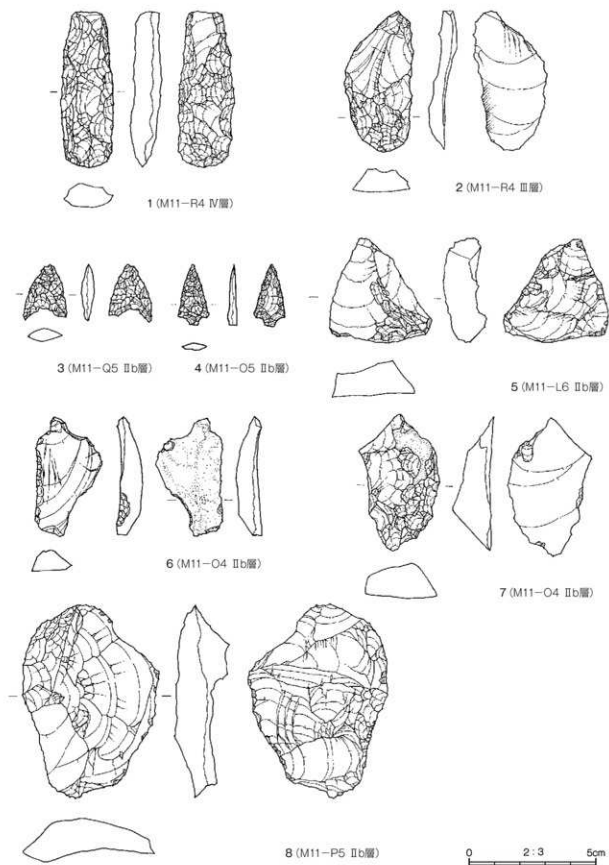 1 (M11－R4 Ⅳ層)
2 (M11－R4 Ⅲ層)
3 (M11－Q5 Ⅱb層)
4 (M11－O5 Ⅱb層)
5 (M11－L6 Ⅱb層)
6 (M11－O4 Ⅱb層)
7 (M11－O4 Ⅱb層)
8 (M11－P5 Ⅱb層)
0 2:3 5cm